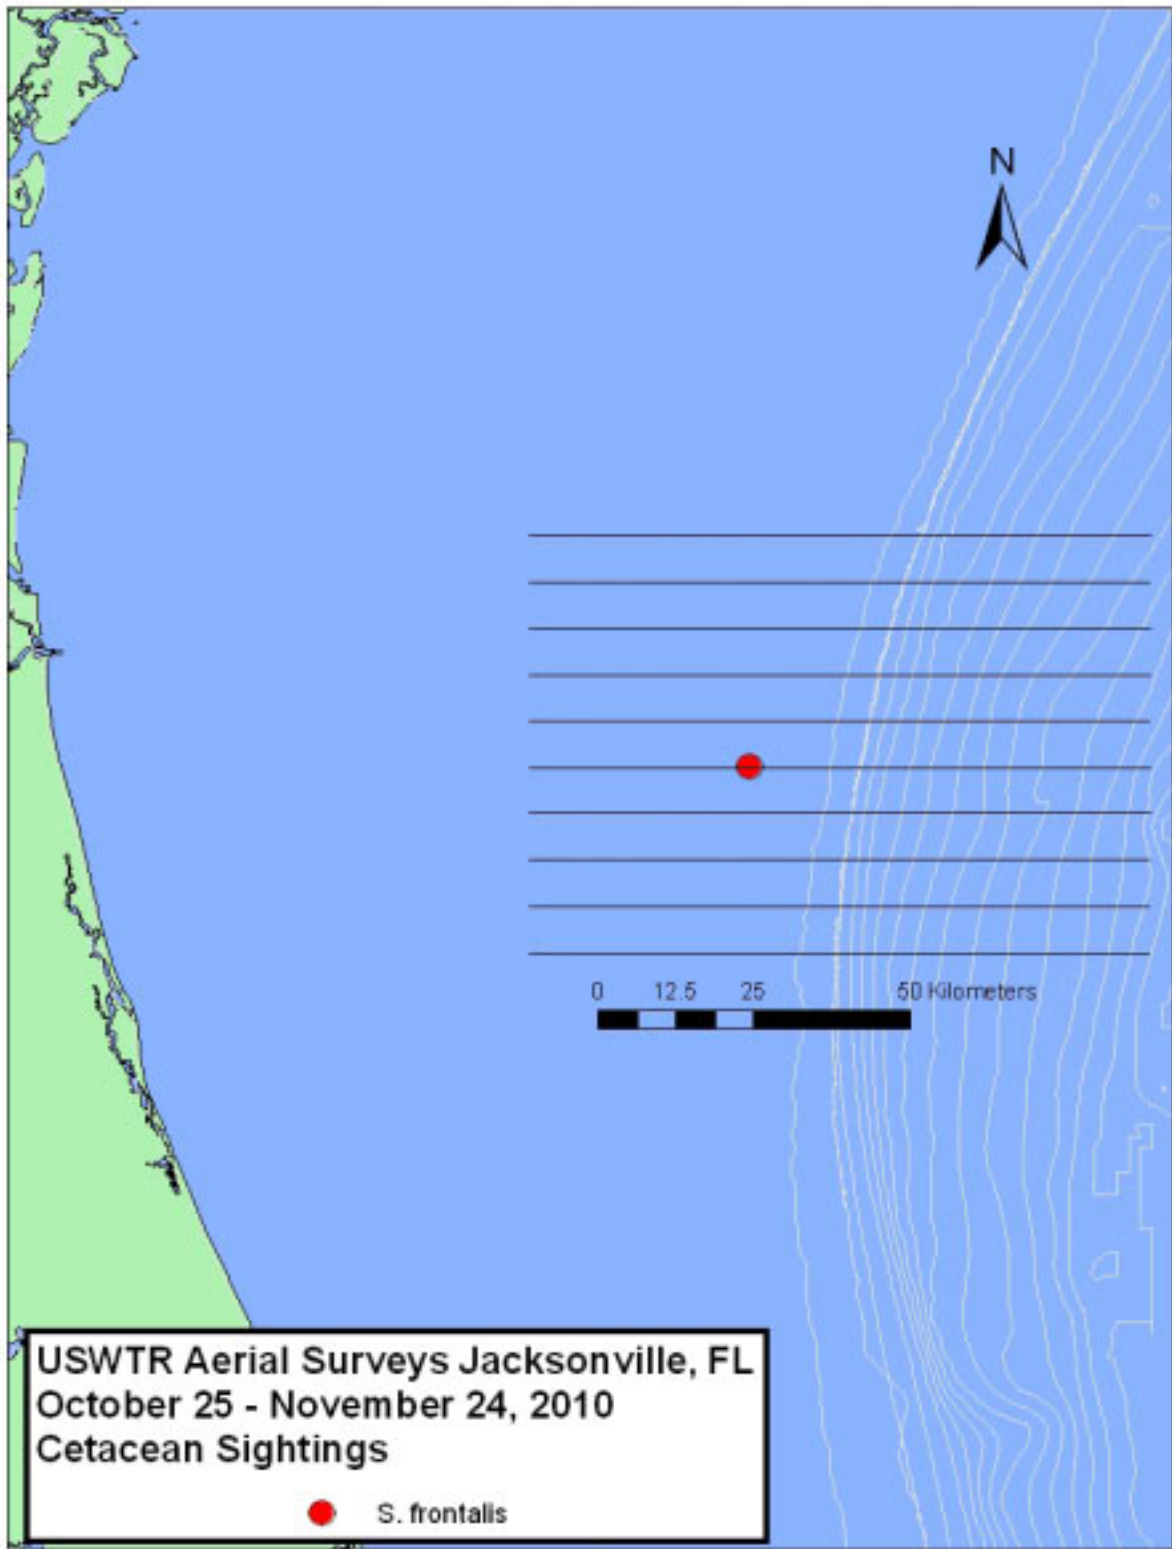 N
0 12.5 25 50 Kilometers
USWTR Aerial Surveys Jacksonville, FL
October 25 - November 24, 2010
Cetacean Sightings
S. frontalis